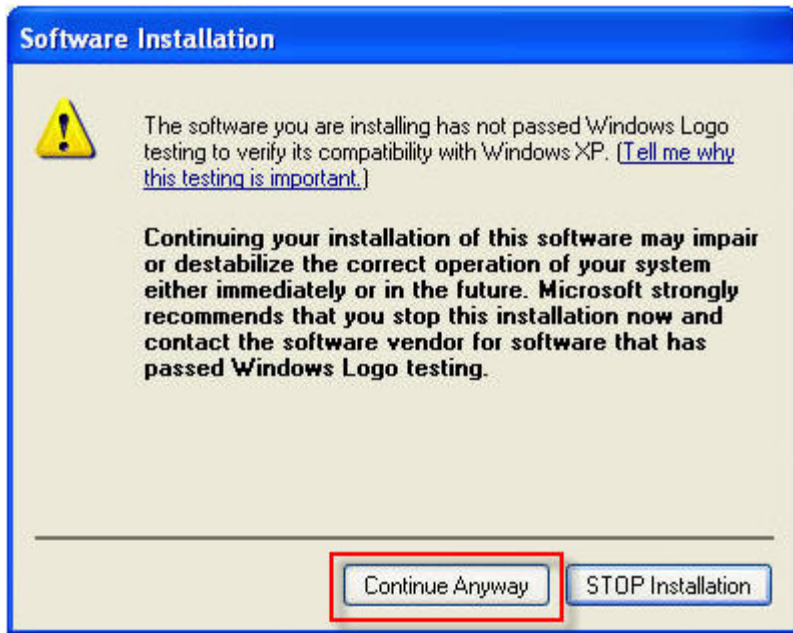 Software Installation
The software you are installing has not passed Windows Logo
testing to verify its compatibility with Windows XP. (Tell me why
this testing is important.)
Continuing your installation of this software may impair
or destabilize the correct operation of your system
either immediately or in the future. Microsoft strongly
recommends that you stop this installation now and
contact the software vendor for software that has
passed Windows Logo testing.
Continue Anyway
STOP Installation